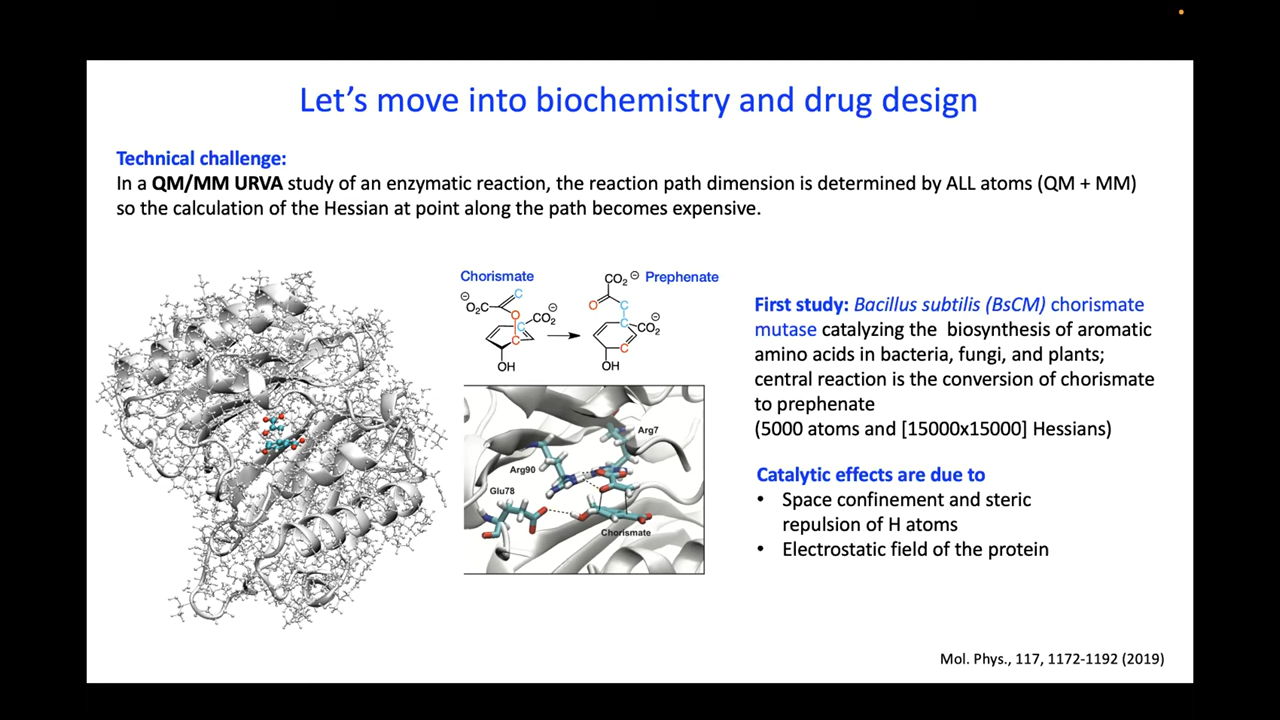 Let's move into biochemistry and drug design
Technical challenge:
In a QM/MM URVA study of an enzymatic reaction, the reaction path dimension is determined by ALL atoms (QM + MM)
so the calculation of the Hessian at point along the path becomes expensive.
Chorismate
Prephenate
⊖
O₂C
C
O
C
C
CO₂
⊖
OH
CO₂ ⊖
O
C
C
⊖
CO₂
C
OH
Arg7
Arg90
Glu78
Chorismate
First study: Bacillus subtilis (BsCM) chorismate
mutase catalyzing the biosynthesis of aromatic
amino acids in bacteria, fungi, and plants;
central reaction is the conversion of chorismate
to prephenate
(5000 atoms and [15000x15000] Hessians)
Catalytic effects are due to
• Space confinement and steric
repulsion of H atoms
• Electrostatic field of the protein
Mol. Phys., 117, 1172-1192 (2019)